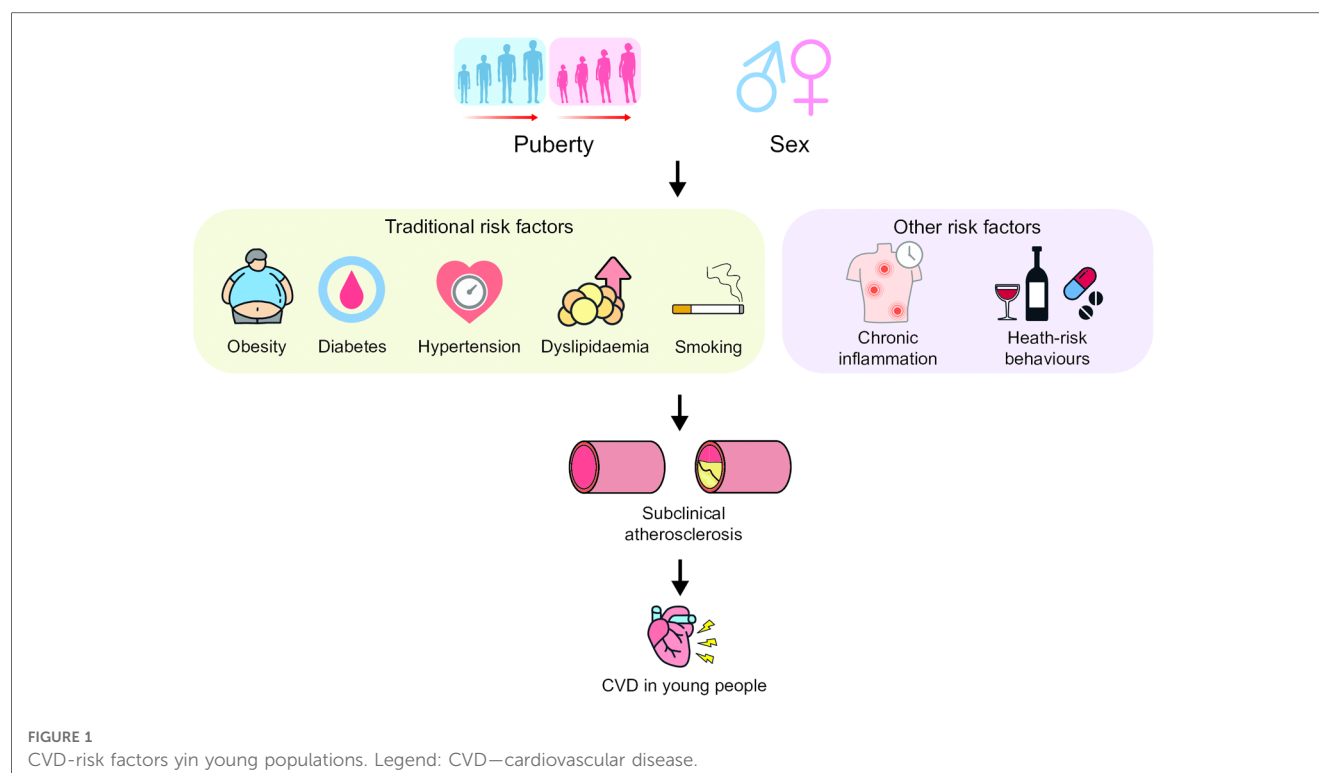 Puberty
Sex
Traditional risk factors
Other risk factors
Obesity
Diabetes
Hypertension
Dyslipidaemia
Smoking
Chronic
inflammation
Heath-risk
behaviours
Subclinical
atherosclerosis
CVD in young people
FIGURE 1
CVD-risk factors yin young populations. Legend: CVD—cardiovascular disease.